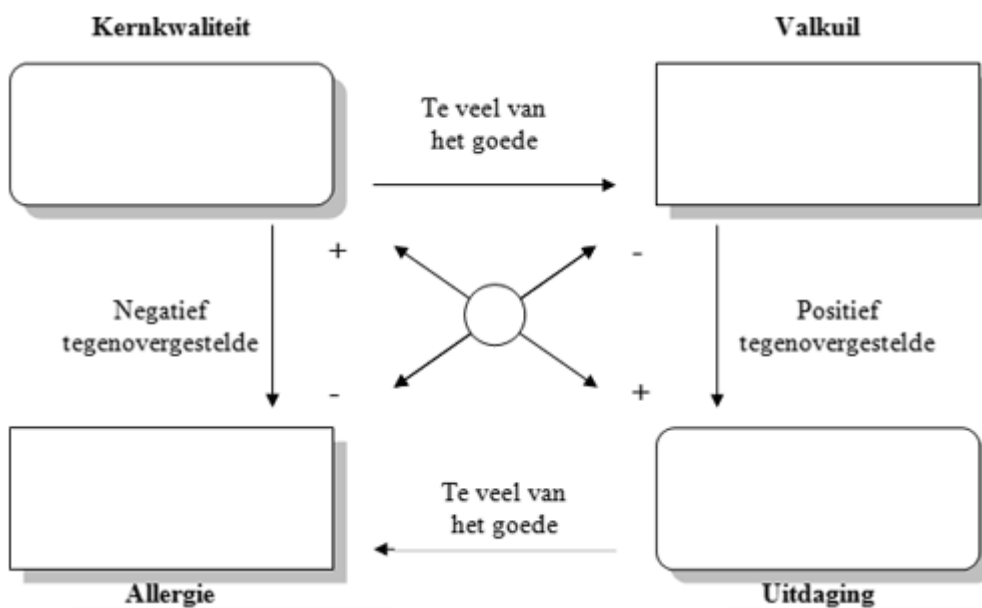 Kernkwaliteit
Valkuil
Te veel van
het goede
+
-
Negatief
tegenovergestelde
Positief
tegenovergestelde
-
+
Te veel van
het goede
Allergie
Uitdaging